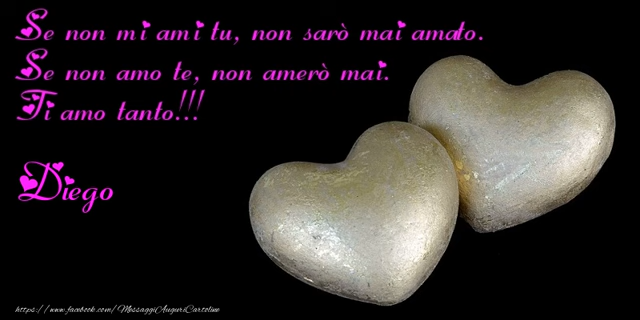 Se non mi ami tu, non sarò mai amato.
Se non amo te, non amerò mai.
Ti amo tanto!!!
Diego
https://www.facebook.com/MessaggiAuguriCartoline